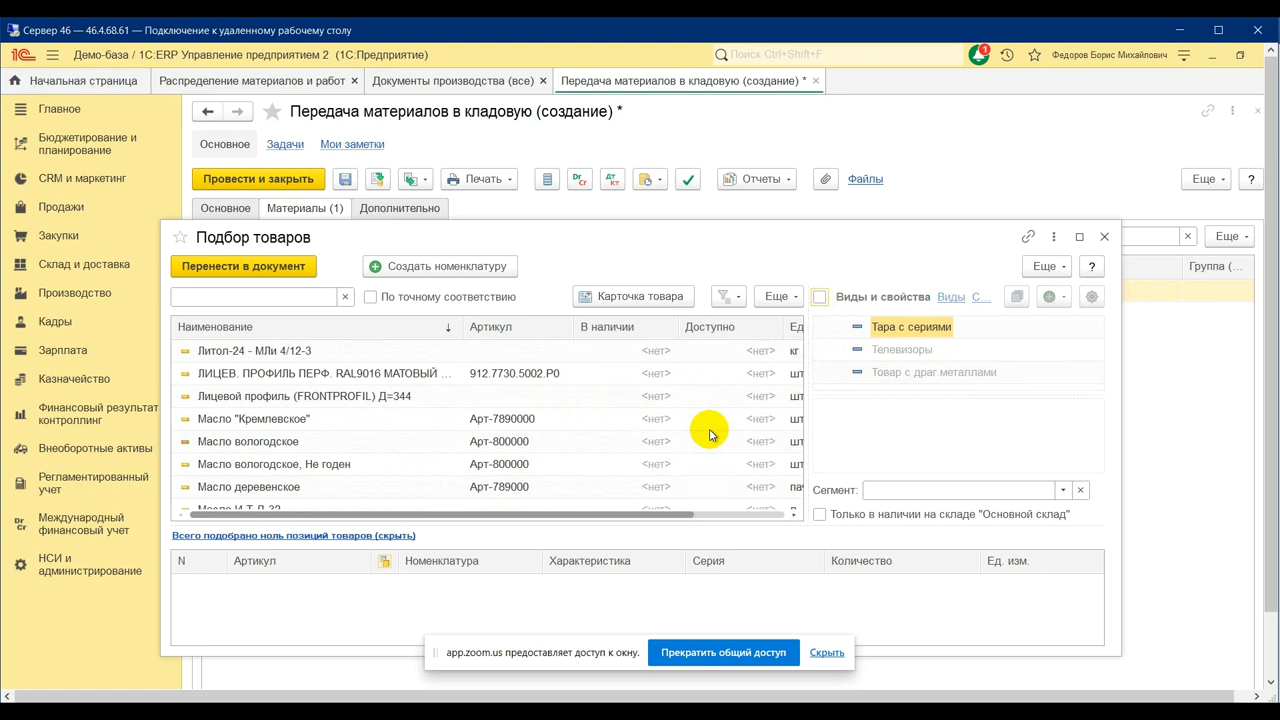 Сервер 46 — 46.4.68.61 — Подключение к удаленному рабочему столу
Демо-база / 1С:ERP Управление предприятием 2 (1С:Предприятие)
Поиск Ctrl+Shift+F
1
Федоров Борис Михайлович
Начальная страница
Распределение материалов и работ
Документы производства (все)
Передача материалов в кладовую (создание) *
Главное
Бюджетирование и
планирование
CRM и маркетинг
Продажи
Закупки
Склад и доставка
Производство
Кадры
Зарплата
Казначейство
Финансовый результат
контроллинг
Внеоборотные активы
Регламентированный
учет
Международный
финансовый учет
НСИ и
администрирование
Передача материалов в кладовую (создание) *
Основное Задачи Мои заметки
Провести и закрыть Печать Отчеты Файлы Еще ?
Основное Материалы (1) Дополнительно
Еще
Группа (...
Подбор товаров
Перенести в документ Создать номенклатуру Еще ?
По точному соответствию Карточка товара Еще
Виды и свойства Виды С...
Наименование Артикул В наличии Доступно Ед
Литол-24 - МЛи 4/12-3 <нет> <нет> кг
ЛИЦЕВ. ПРОФИЛЬ ПЕРФ. RAL9016 МАТОВЫЙ ... 912.7730.5002.P0 <нет> <нет> шт
Лицевой профиль (FRONTPROFIL) Д=344 <нет> <нет> шт
Масло "Кремлевское" Арт-7890000 <нет> <нет> шт
Масло вологодское Арт-800000 <нет> <нет> шт
Масло вологодское, Не годен Арт-800000 <нет> <нет> шт
Масло деревенское Арт-789000 <нет> <нет> пач
Тара с сериями
Телевизоры
Товар с драг.металлами
Сегмент:
Только в наличии на складе "Основной склад"
Всего подобрано ноль позиций товаров (скрыть)
N Артикул Номенклатура Характеристика Серия Количество Ед. изм.
app.zoom.us предоставляет доступ к окну. Прекратить общий доступ Скрыть